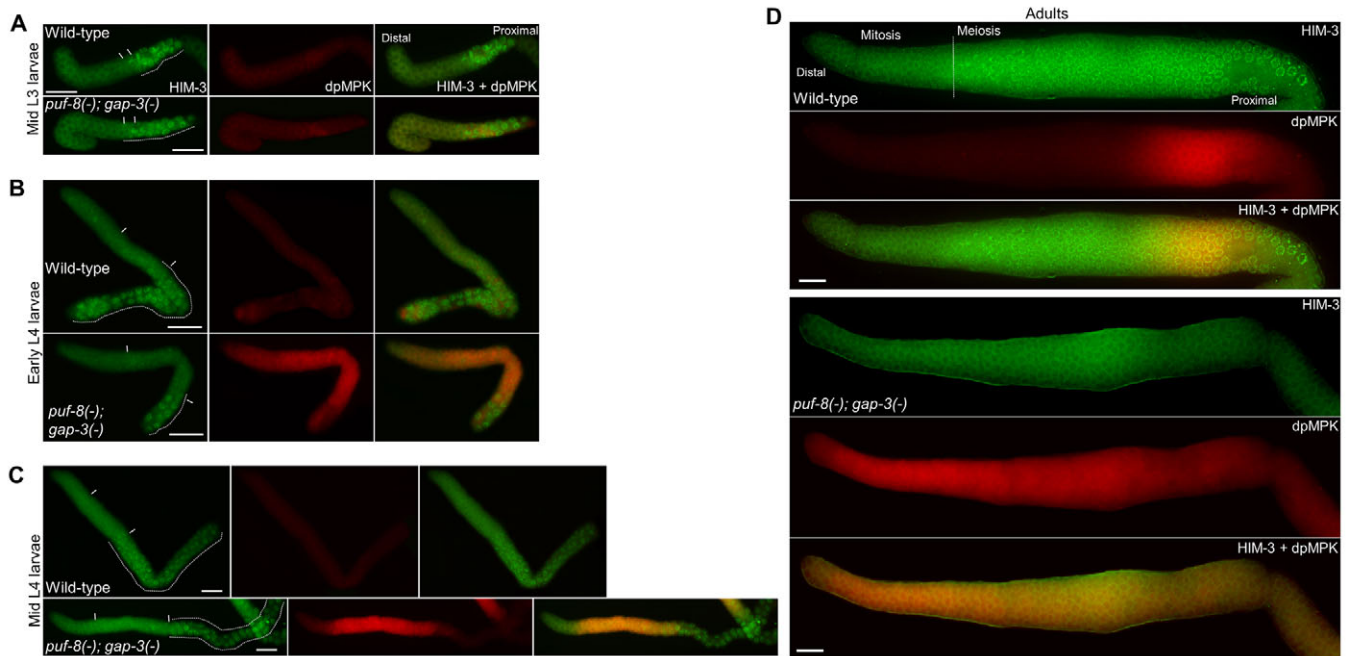 A
Mid L3 larvae
Wild-type
HIM-3
dpMPK
Distal
Proximal
HIM-3 + dpMPK
puf-8(-); gap-3(-)
B
Early L4 larvae
Wild-type
puf-8(-);
gap-3(-)
C
Mid L4 larvae
Wild-type
puf-8(-); gap-3(-)
D
Adults
HIM-3
Mitosis
Meiosis
Distal
Wild-type
Proximal
dpMPK
HIM-3 + dpMPK
HIM-3
puf-8(-); gap-3(-)
dpMPK
HIM-3 + dpMPK